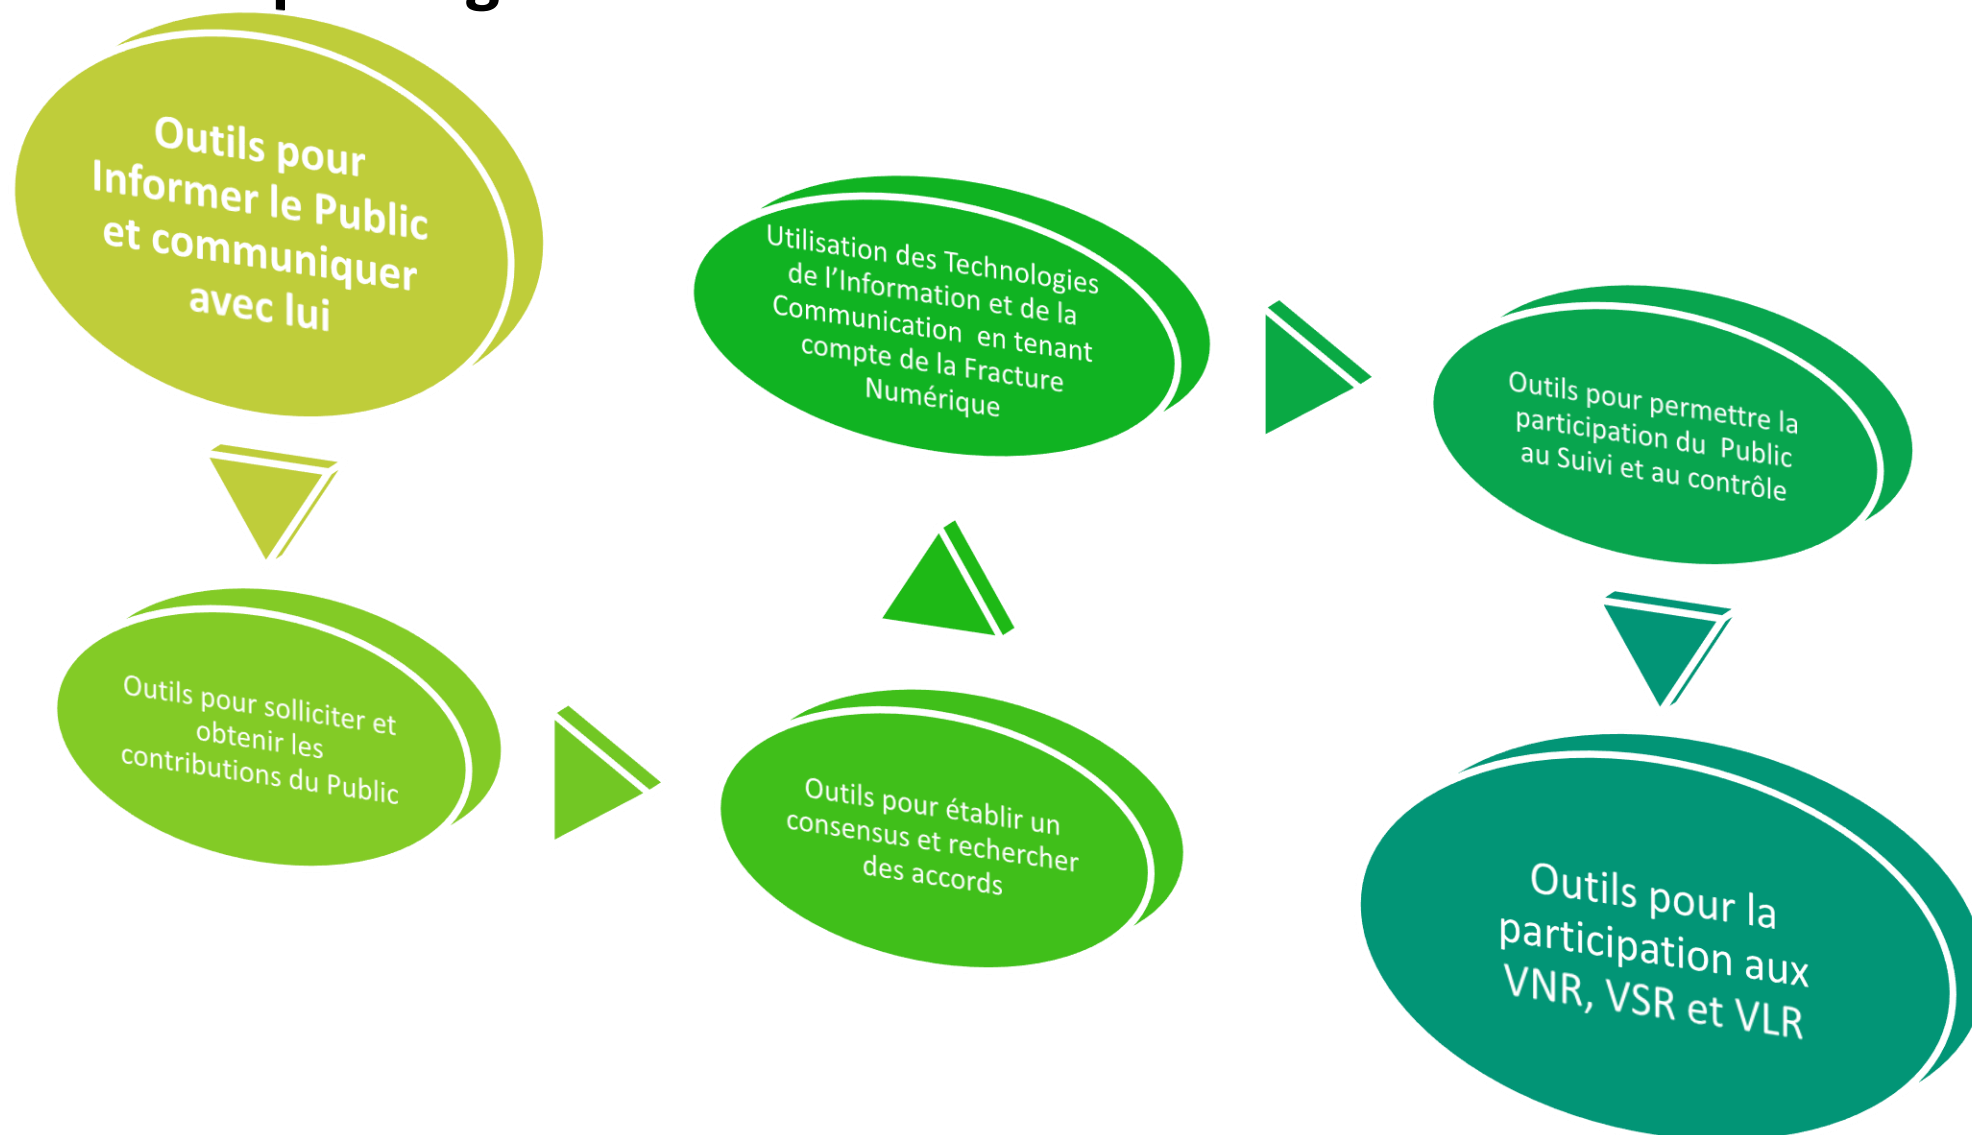 Outils pour
Informer le Public
et communiquer
avec lui
Outils pour solliciter et
obtenir les
contributions du Public
Outils pour établir un
consensus et rechercher
des accords
Utilisation des Technologies
de l’Information et de la
Communication en tenant
compte de la Fracture
Numérique
Outils pour permettre la
participation du Public
au Suivi et au contrôle
Outils pour la
participation aux
VNR, VSR et VLR